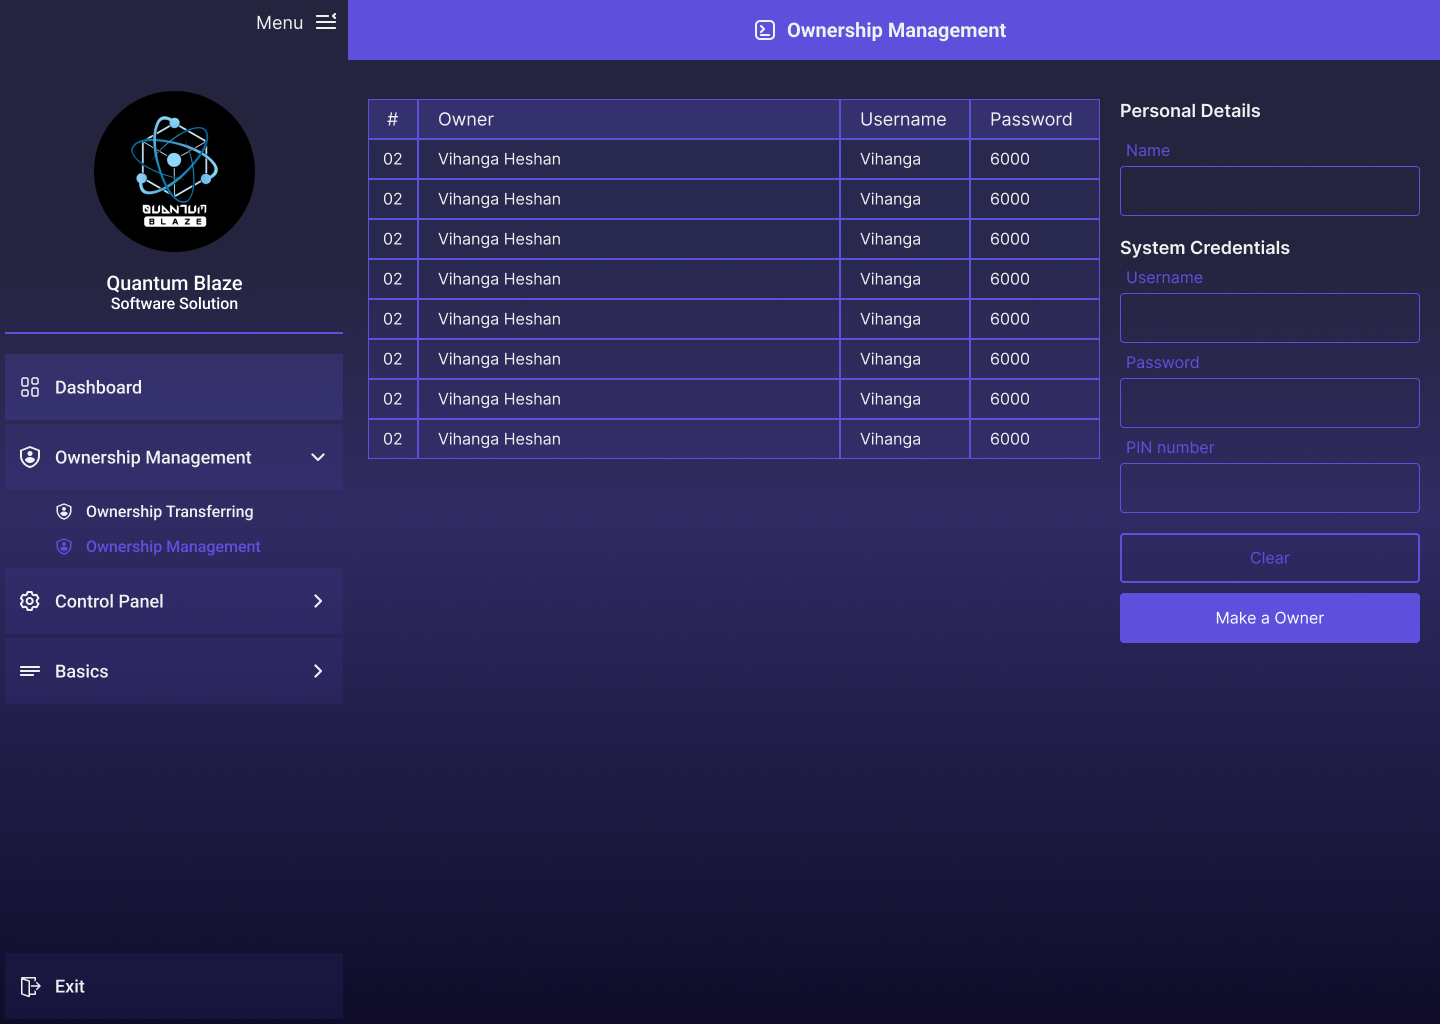 Menu
Ownership Management
QUANTUM
BLAZE
Quantum Blaze
Software Solution
Dashboard
Ownership Management
Ownership Transferring
Ownership Management
Control Panel
Basics
Exit
# Owner Username Password
02 Vihanga Heshan Vihanga 6000
02 Vihanga Heshan Vihanga 6000
02 Vihanga Heshan Vihanga 6000
02 Vihanga Heshan Vihanga 6000
02 Vihanga Heshan Vihanga 6000
02 Vihanga Heshan Vihanga 6000
02 Vihanga Heshan Vihanga 6000
02 Vihanga Heshan Vihanga 6000
Personal Details
Name
System Credentials
Username
Password
PIN number
Clear
Make a Owner